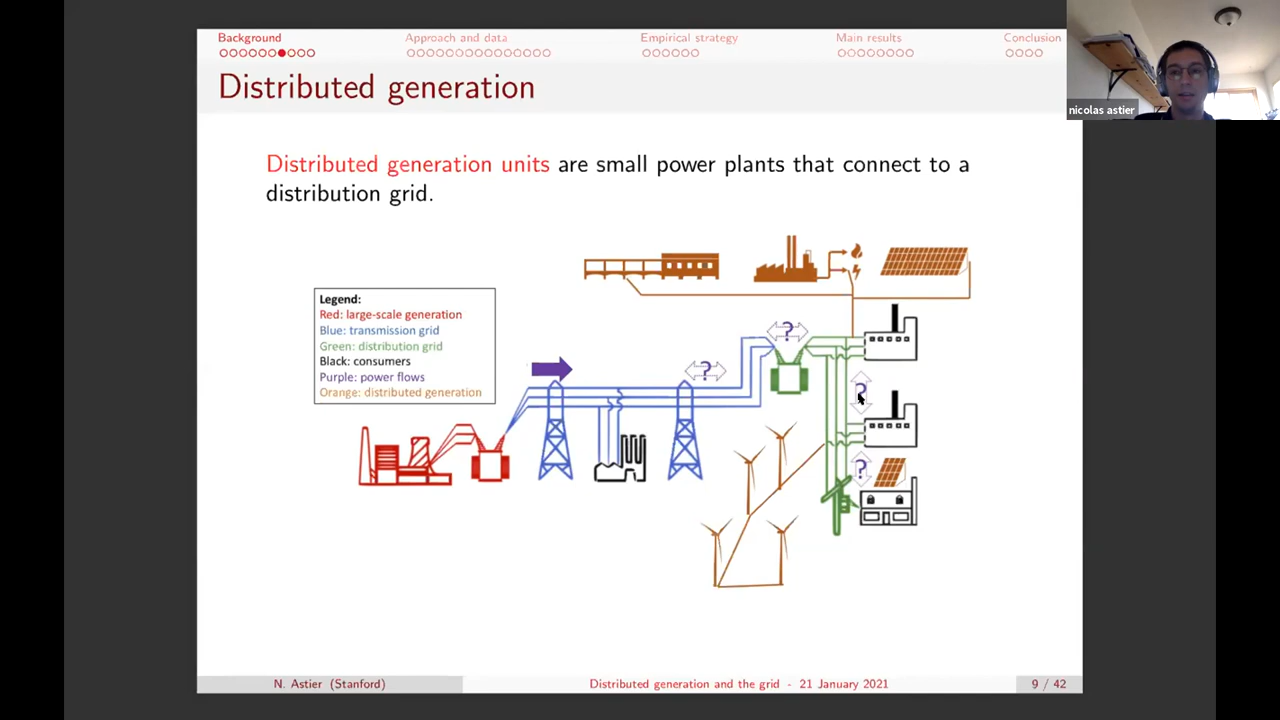 Background
Approach and data
Empirical strategy
Main results
Conclusion
nicolas astier
Distributed generation
Distributed generation units are small power plants that connect to a
distribution grid.
Legend:
Red: large-scale generation
Blue: transmission grid
Green: distribution grid
Black: consumers
Purple: power flows
Orange: distributed generation
?
?
?
?
N. Astier (Stanford)
Distributed generation and the grid - 21 January 2021
9 / 42